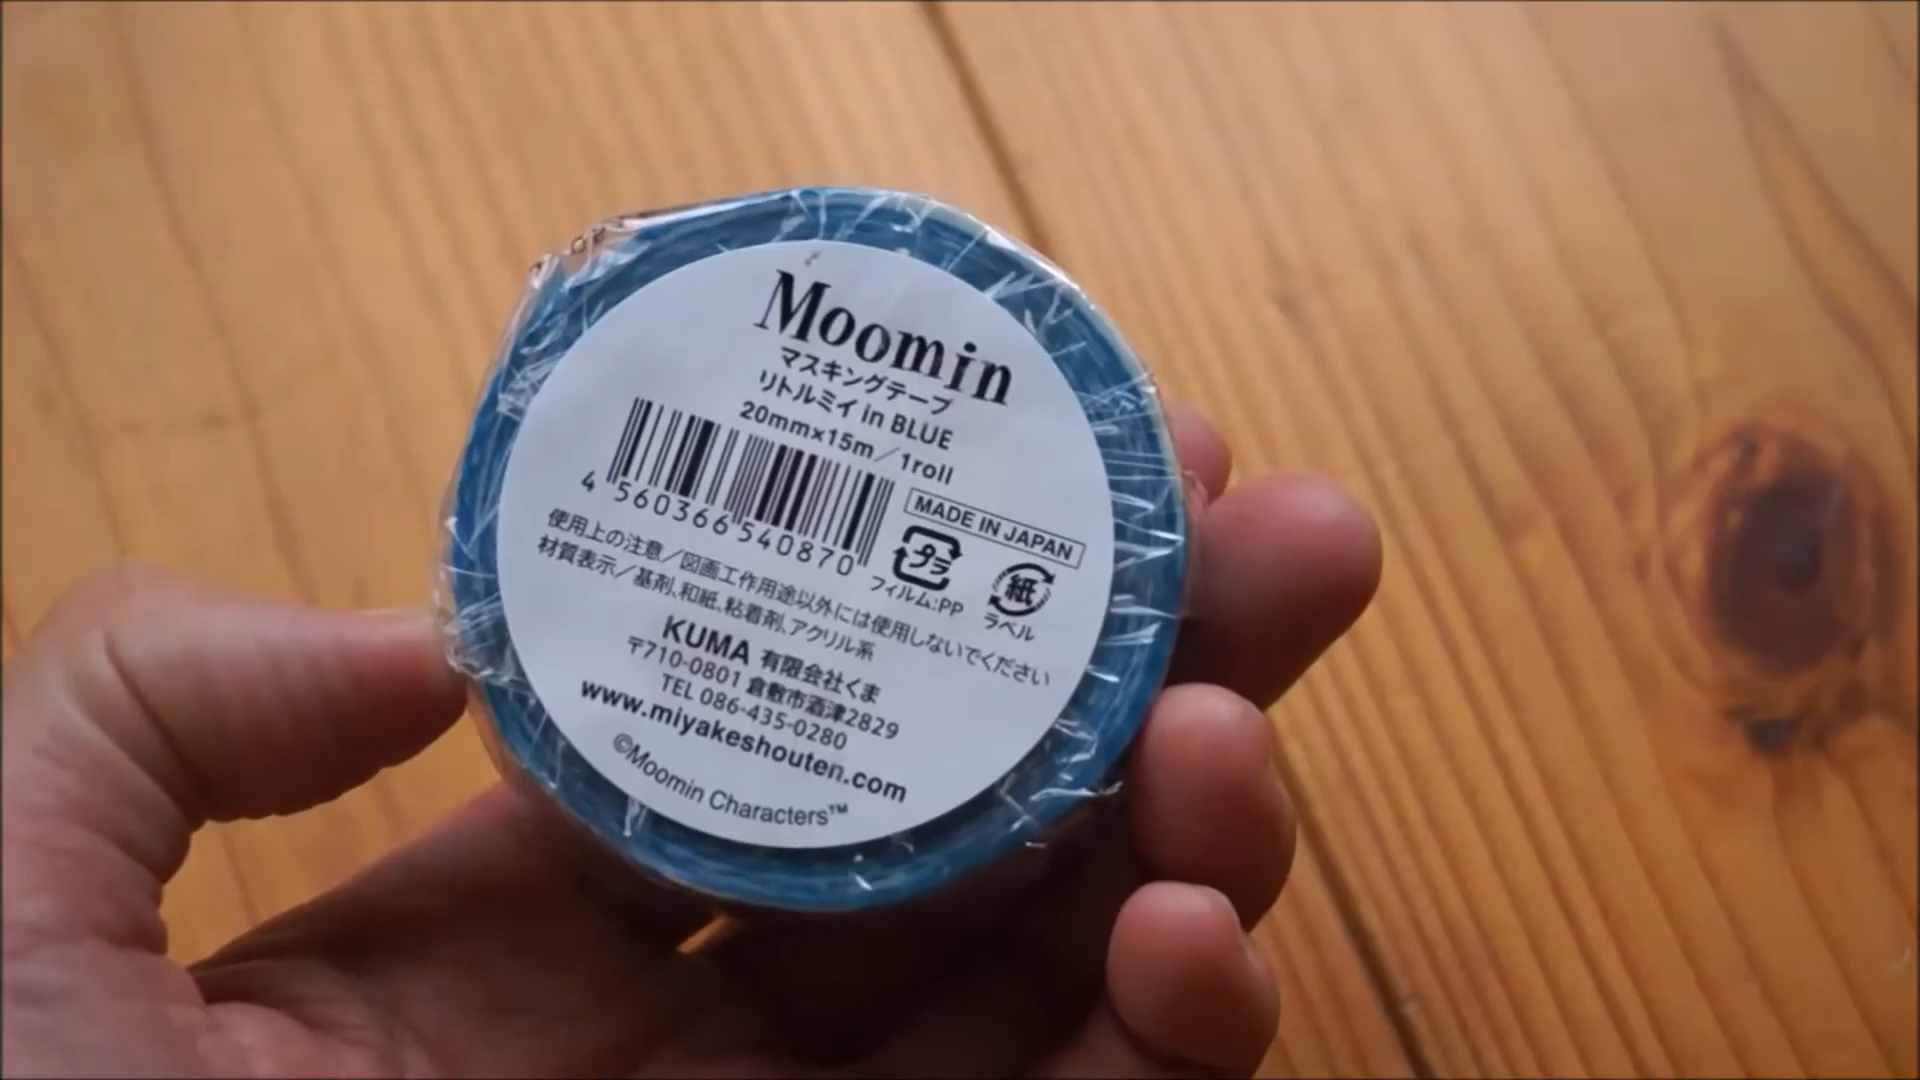 Moomin
マスキングテープ
リトルミイ in BLUE
20mm×15m／1roll
4 560366 540870
MADE IN JAPAN
プラ
フィルム:PP
紙
ラベル
使用上の注意／図画工作用途以外には使用しないでください
材質表示／基剤、和紙、粘着剤、アクリル系
KUMA 有限会社くま
〒710-0801 倉敷市酒津2829
TEL 086-435-0280
www.miyakeshouten.com
©Moomin Characters™